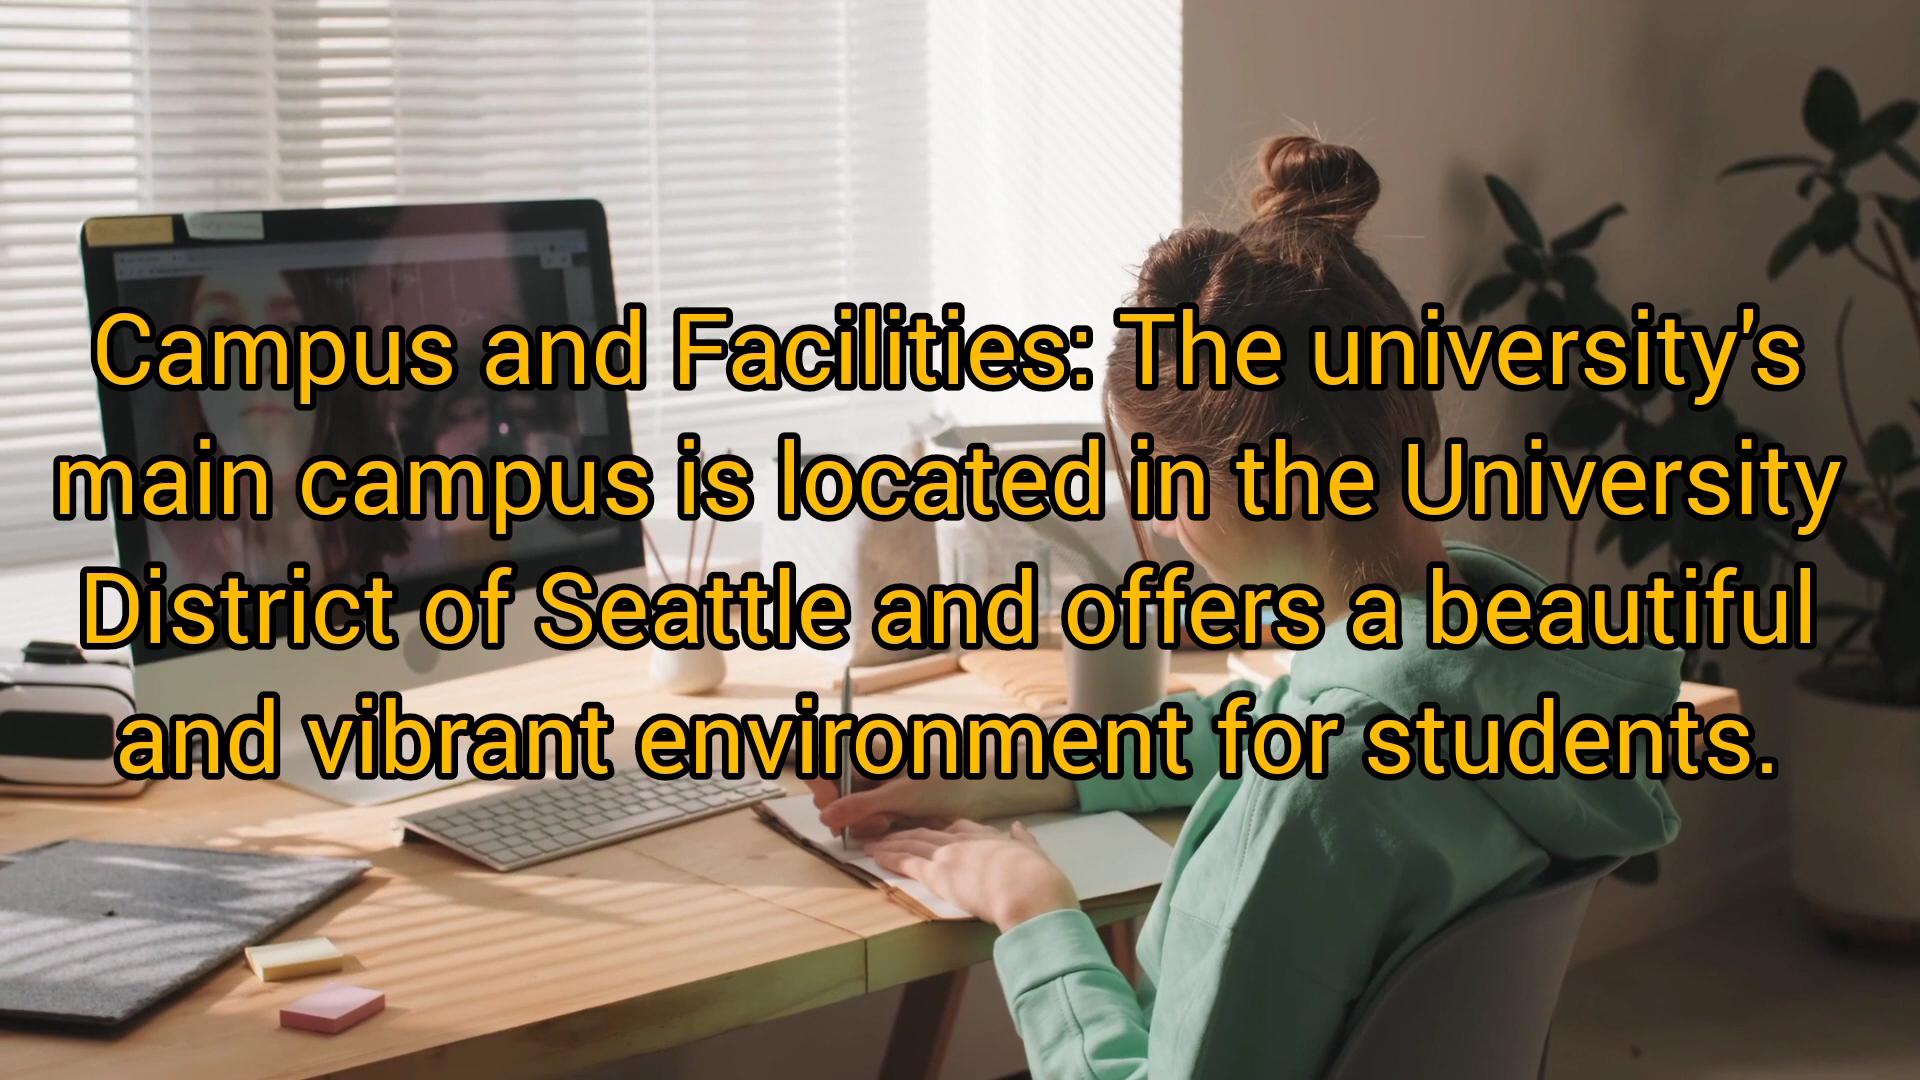 Campus and Facilities: The university's
main campus is located in the University
District of Seattle and offers a beautiful
and vibrant environment for students.